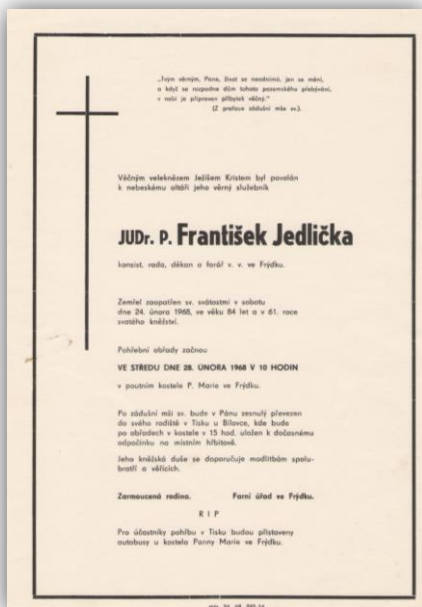 „Tvým věrným, Pane, život se neodnímá, jen se mění,
a když se rozpadne dům tohoto pozemského přebývání,
v nebi je připraven příbytek věčný."
(Z preface zádušní mše sv.).
Věčným veleknězem Ježíšem Kristem byl povolán
k nebeskému oltáři jeho věrný služebník
JUDr. P. František Jedlička
konsist. rada, děkan a farář v. v. ve Frýdku.
Zemřel zaopatřen sv. svátostmi v sobotu
dne 24. února 1968, ve věku 84 let a v 61. roce
svatého kněžství.
Pohřební obřady začnou
VE STŘEDU DNE 28. ÚNORA 1968 V 10 HODIN
v poutním kostele P. Marie ve Frýdku.
Po zádušní mši sv. bude v Pánu zesnulý převezen
do svého rodiště v Tísku u Bílovce, kde bude
po obřadech v kostele v 15 hod. uložen k dočasnému
odpočinku na místním hřbitově.
Jeho kněžská duše se doporučuje modlitbám spolu-
bratří a věřících.
Zarmoucená rodina. Farní úřad ve Frýdku.
R I P
Pro účastníky pohřbu v Tísku budou přistaveny
autobusy u kostela Panny Marie ve Frýdku.